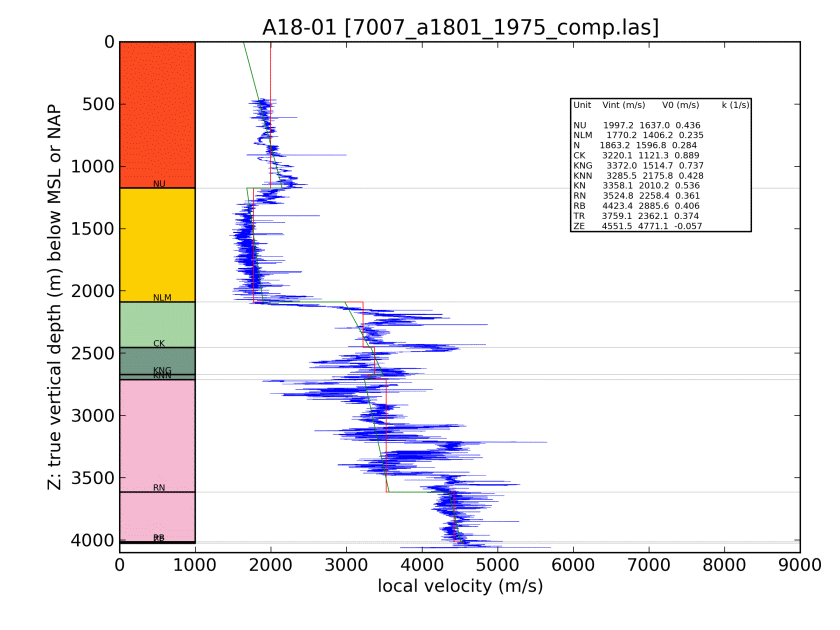 A18-01 [7007_a1801_1975_comp.las]
0
500
1000
1500
2000
2500
3000
3500
4000
Z: true vertical depth (m) below MSL or NAP
NU
NLM
CK
KNG
KNN
RN
RB
Unit Vint (m/s) V0 (m/s) k (1/s)
NU 1997.2 1637.0 0.436
NLM 1770.2 1406.2 0.235
N 1863.2 1596.8 0.284
CK 3220.1 1121.3 0.889
KNG 3372.0 1514.7 0.737
KNN 3285.5 2175.8 0.428
KN 3358.1 2010.2 0.536
RN 3524.8 2258.4 0.361
RB 4423.4 2885.6 0.406
TR 3759.1 2362.1 0.374
ZE 4551.5 4771.1 -0.057
0 1000 2000 3000 4000 5000 6000 7000 8000 9000
local velocity (m/s)